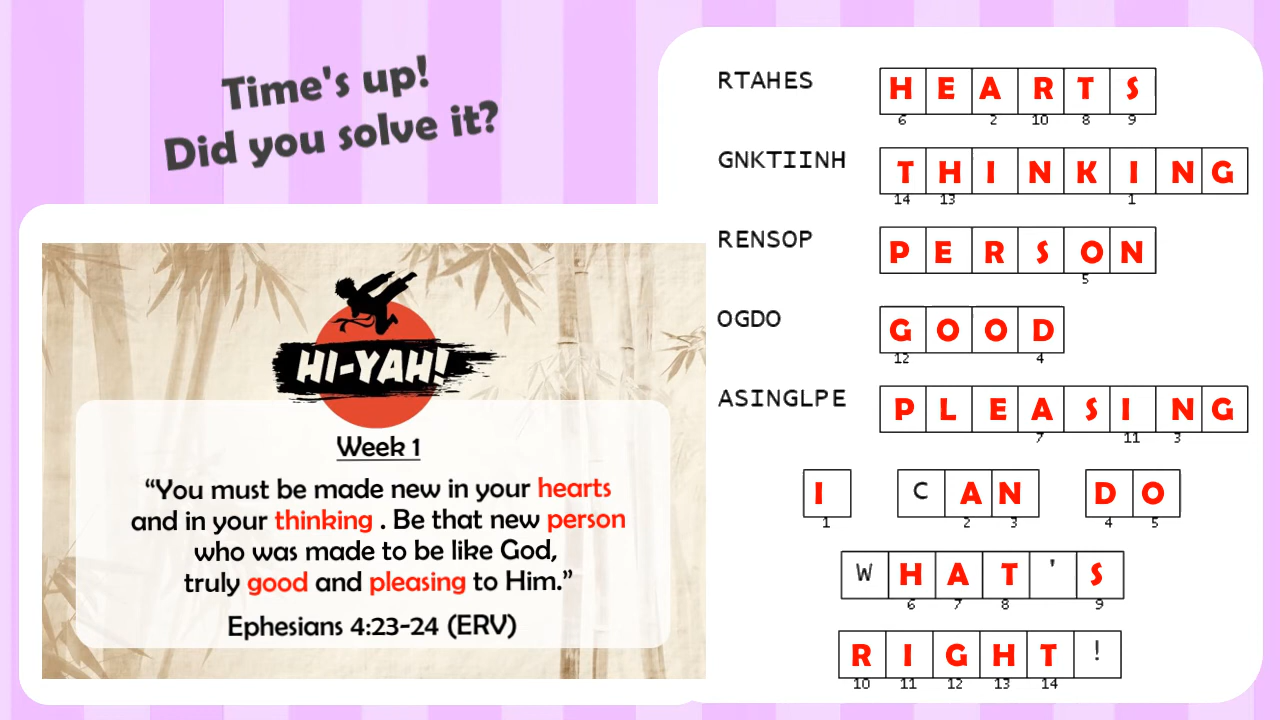 Time's up!
Did you solve it?
HI-YAH!
Week 1
“You must be made new in your hearts
and in your thinking . Be that new person
who was made to be like God,
truly good and pleasing to Him.”
Ephesians 4:23-24 (ERV)
RTAHES HEARTS
6 2 10 8 9
GNKTIINH THINKING
14 13 1
RENSOP PERSON
5
OGDO GOOD
12 4
ASINGLPE PLEASING
7 11 3
I CAN DO
1 2 3 4 5
WHAT'S
6 7 8 9
RIGHT!
10 11 12 13 14